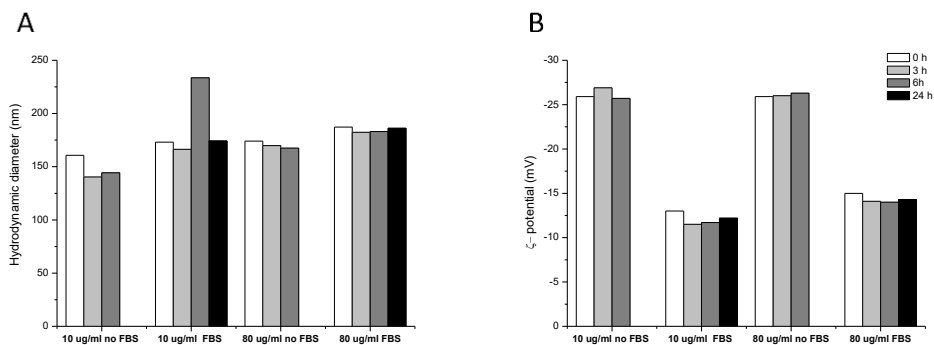 A
Hydrodynamic diameter (nm)
250
200
150
100
50
0
10 ug/ml no FBS
10 ug/ml FBS
80 ug/ml no FBS
80 ug/ml FBS
B
ζ– potential (mV)
-30
-25
-20
-15
-10
-5
0
10 ug/ml no FBS
10 ug/ml FBS
80 ug/ml no FBS
80 ug/ml FBS
0 h
3 h
6h
24 h